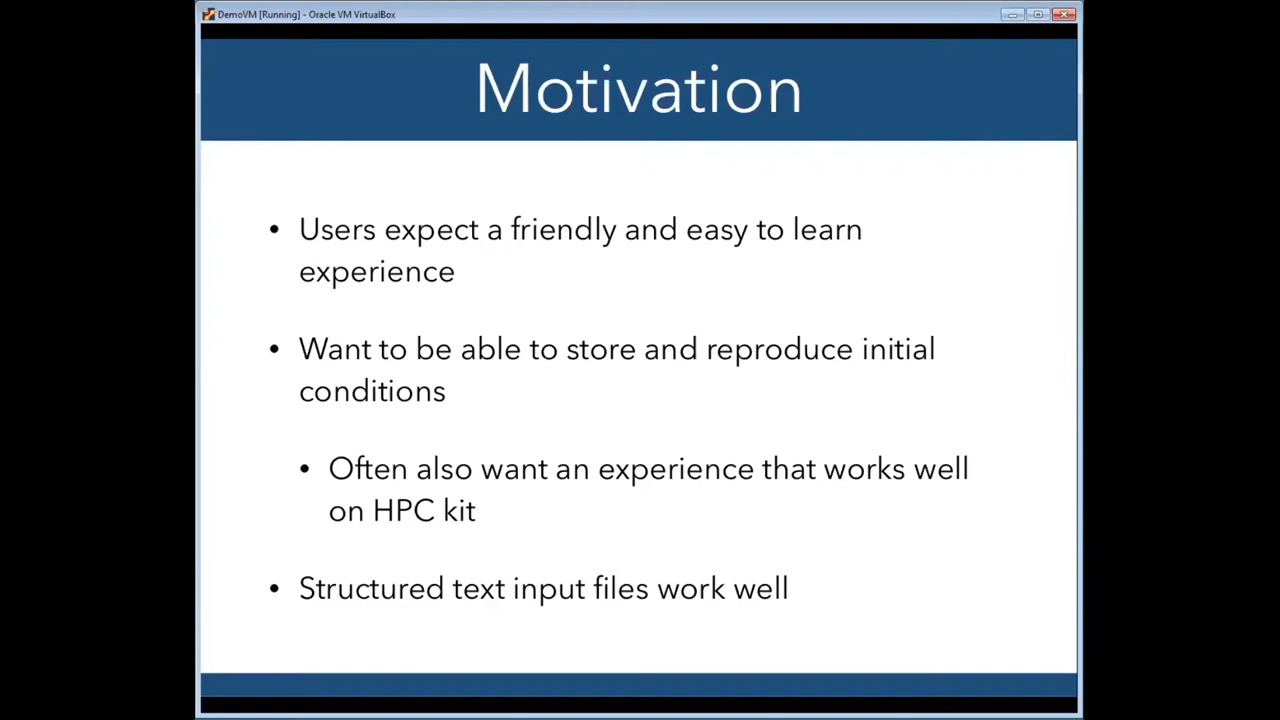 DemoVM [Running] - Oracle VM VirtualBox
Motivation
• Users expect a friendly and easy to learn
experience
• Want to be able to store and reproduce initial
conditions
• Often also want an experience that works well
on HPC kit
• Structured text input files work well